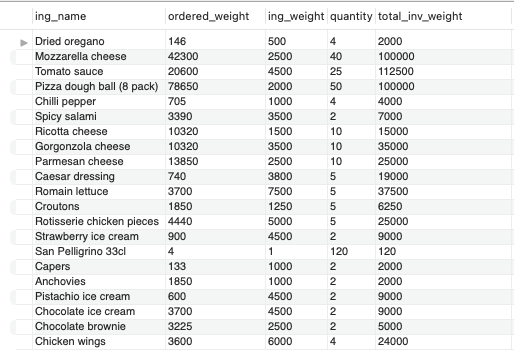 ing_name ordered_weight ing_weight quantity total_inv_weight
Dried oregano 146 500 4 2000
Mozzarella cheese 42300 2500 40 100000
Tomato sauce 20600 4500 25 112500
Pizza dough ball (8 pack) 78650 2000 50 100000
Chilli pepper 705 1000 4 4000
Spicy salami 3390 3500 2 7000
Ricotta cheese 10320 1500 10 15000
Gorgonzola cheese 10320 3500 10 35000
Parmesan cheese 13850 2500 10 25000
Caesar dressing 740 3800 5 19000
Romain lettuce 3700 7500 5 37500
Croutons 1850 1250 5 6250
Rotisserie chicken pieces 4440 5000 5 25000
Strawberry ice cream 900 4500 2 9000
San Pelligrino 33cl 4 1 120 120
Capers 133 1000 2 2000
Anchovies 1850 1000 2 2000
Pistachio ice cream 600 4500 2 9000
Chocolate ice cream 3700 4500 2 9000
Chocolate brownie 3225 2500 2 5000
Chicken wings 3600 6000 4 24000